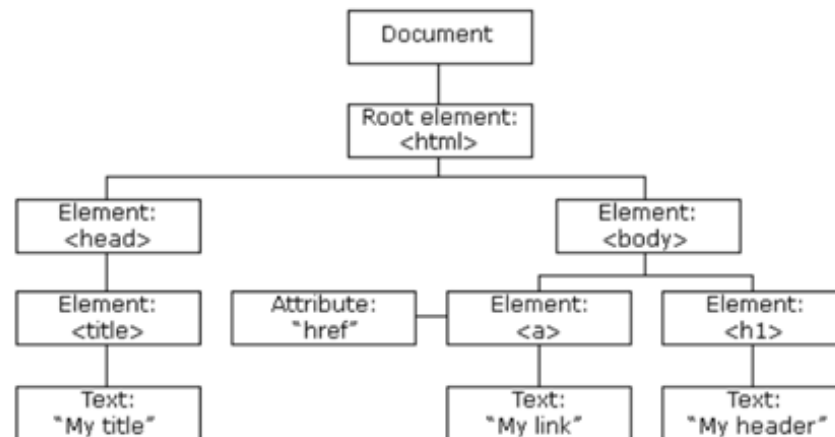 Document
Root element:
<html>
Element:
<head>
Element:
<body>
Element:
<title>
Attribute:
“href”
Element:
<a>
Element:
<h1>
Text:
“My title”
Text:
“My link”
Text:
“My header”